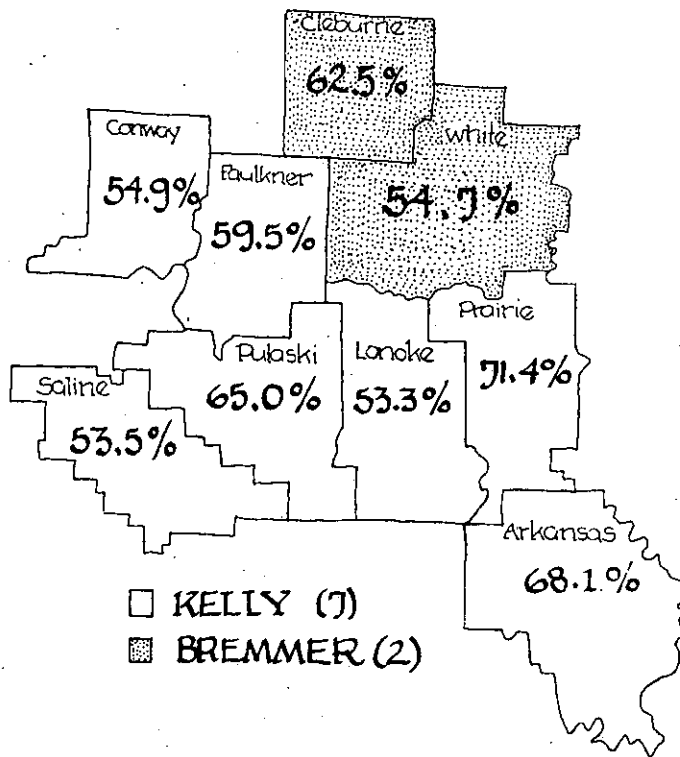 Cleburne
62.5%
Conway
54.9%
White
54.7%
Faulkner
59.5%
Prairie
71.4%
Pulaski
65.0%
Lonoke
53.3%
Saline
53.5%
Arkansas
68.1%
KELLY (7)
BREMMER (2)